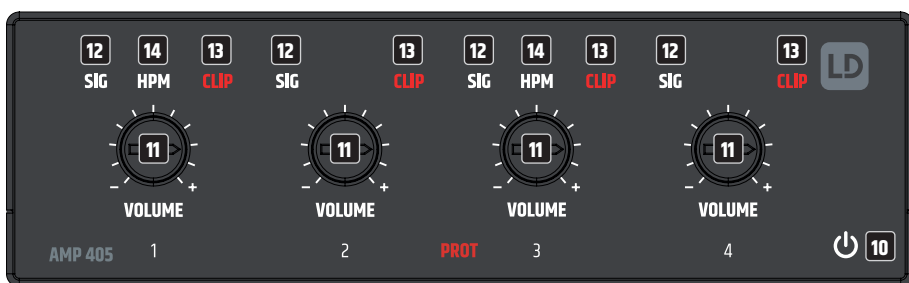 12 14 13 12 13 12 14 13 12 13
SIG HPM CLIP SIG CLIP SIG HPM CLIP SIG CLIP
LD
11 11 11 11
- + - + - + - +
VOLUME VOLUME VOLUME VOLUME
AMP 405 1 2 PROT 3 4 10